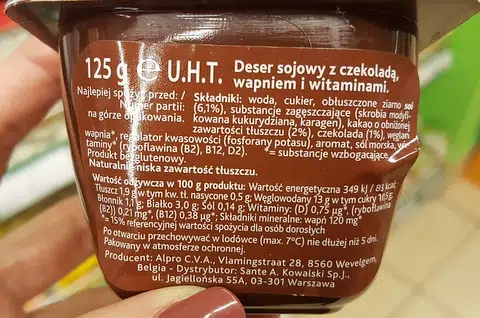 125 g e U.H.T.
Deser sojowy z czekoladą,
wapniem i witaminami.
Najlepiej spożyć przed: /
Numer partii:
na górze opakowania.
/ Składniki: woda, cukier, obłuszczone ziarno soi
(6,1%), substancje zagęszczające (skrobia modyfi-
kowana kukurydziana, karagen), kakao o obniżonej
zawartości tłuszczu (2%), czekolada (1%), węglan
wapnia*, regulator kwasowości (fosforany potasu), aromat, sól morska, wi-
taminy* (ryboflawina (B2), B12, D2). *= substancje wzbogacające.
Produkt bezglutenowy.
Naturalnie niska zawartość tłuszczu.
Wartość odżywcza w 100 g produktu: Wartość energetyczna 349 kJ / 83 kcal;
Tłuszcz 1,9 g w tym kw. tł. nasycone 0,5 g; Węglowodany 13 g w tym cukry 10,5 g;
Błonnik 1,1 g; Białko 3,0 g; Sól 0,14 g; Witaminy: (D) 0,75 µg*, (ryboflawina
(B2)) 0,21 mg*, (B12) 0,38 µg*; Składniki mineralne: wapń 120 mg*
*= 15% referencyjnej wartości spożycia dla osób dorosłych
Po otwarciu przechowywać w lodówce (max. 7°C) nie dłużej niż 5 dni.
Pakowany w atmosferze ochronnej.
Producent: Alpro C.V.A., Vlamingstraat 28, 8560 Wevelgem,
Belgia - Dystrybutor: Sante A. Kowalski Sp.J.,
ul. Jagiellońska 55A, 03-301 Warszawa